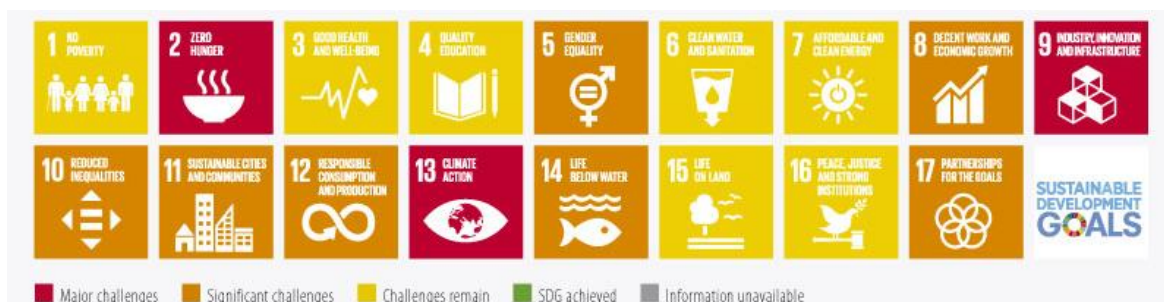 1 NO
POVERTY
2 ZERO
HUNGER
3 GOOD HEALTH
AND WELL-BEING
4 QUALITY
EDUCATION
5 GENDER
EQUALITY
6 CLEAN WATER
AND SANITATION
7 AFFORDABLE AND
CLEAN ENERGY
8 DECENT WORK AND
ECONOMIC GROWTH
9 INDUSTRY, INNOVATION
AND INFRASTRUCTURE
10 REDUCED
INEQUALITIES
11 SUSTAINABLE CITIES
AND COMMUNITIES
12 RESPONSIBLE
CONSUMPTION
AND PRODUCTION
13 CLIMATE
ACTION
14 LIFE
BELOW WATER
15 LIFE
ON LAND
16 PEACE, JUSTICE
AND STRONG
INSTITUTIONS
17 PARTNERSHIPS
FOR THE GOALS
SUSTAINABLE
DEVELOPMENT
GOALS
Major challenges Significant challenges Challenges remain SDG achieved Information unavailable